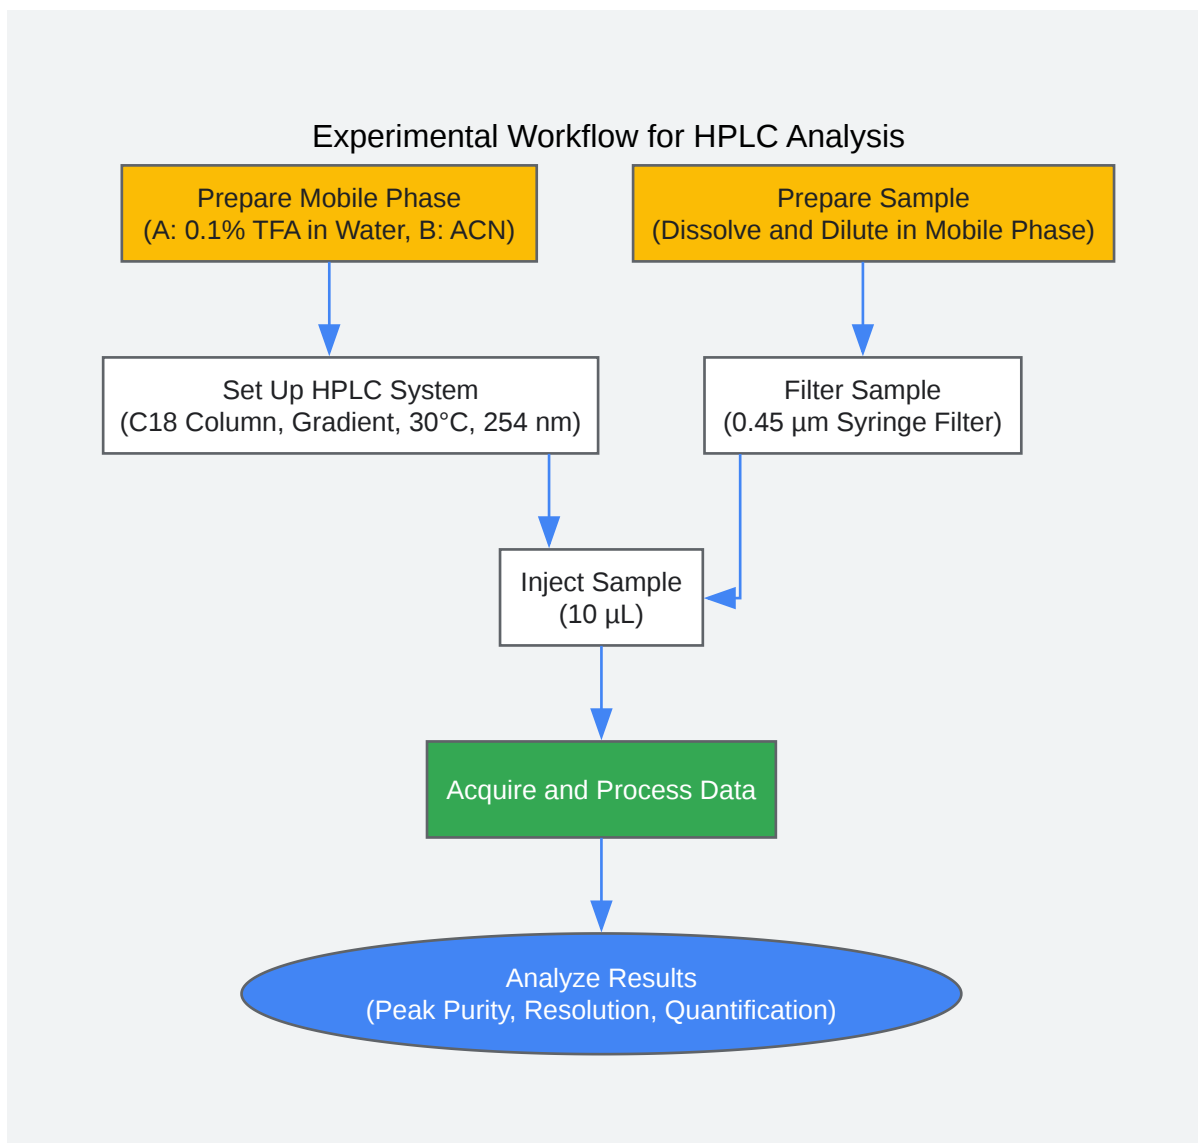 Experimental Workflow for HPLC Analysis
Prepare Mobile Phase
(A: 0.1% TFA in Water, B: ACN)
Prepare Sample
(Dissolve and Dilute in Mobile Phase)
Set Up HPLC System
(C18 Column, Gradient, 30°C, 254 nm)
Filter Sample
(0.45 µm Syringe Filter)
Inject Sample
(10 µL)
Acquire and Process Data
Analyze Results
(Peak Purity, Resolution, Quantification)